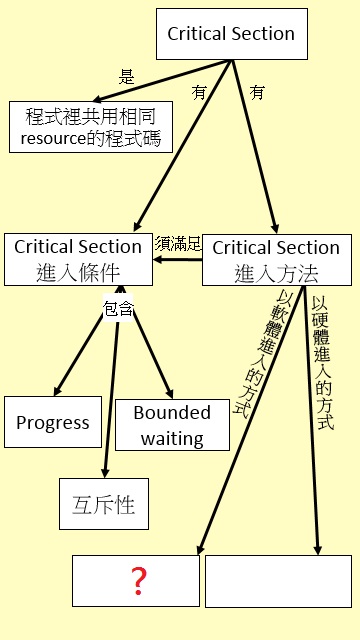 Critical Section
是
有
有
程式裡共用相同
resource的程式碼
Critical Section
進入條件
須滿足
Critical Section
進入方法
包含
以軟體進入的方式
以硬體進入的方式
Progress
Bounded
waiting
互斥性
?